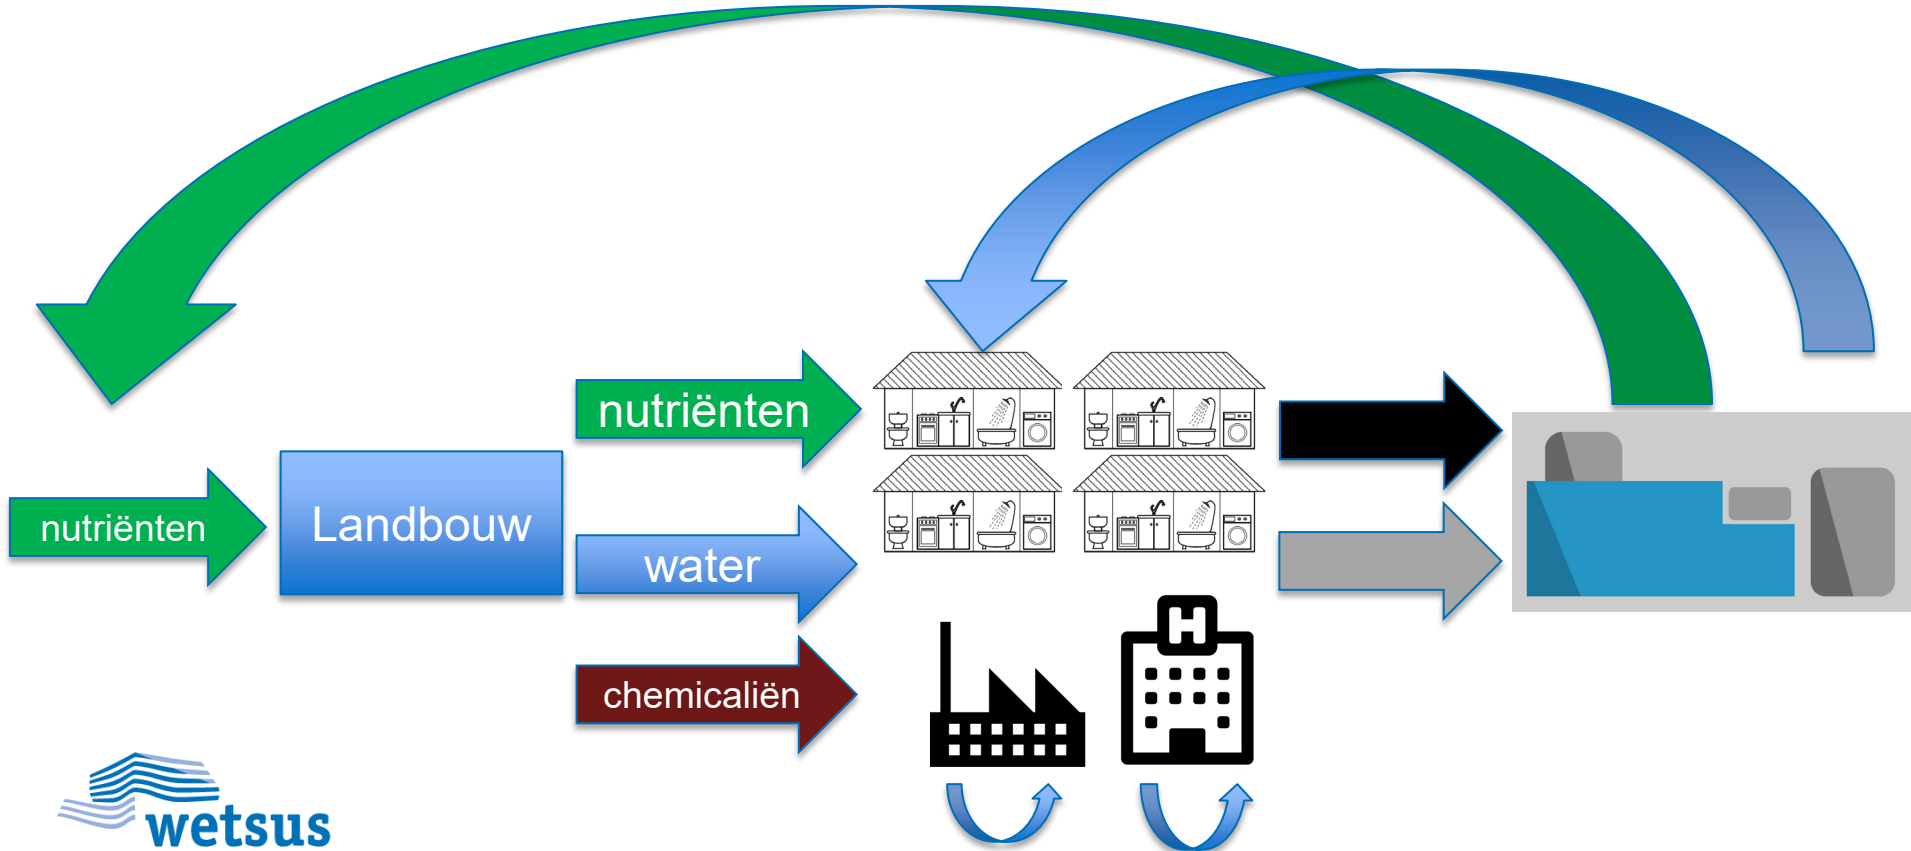 nutriënten
Landbouw
nutriënten
water
chemicaliën
H
wetsus